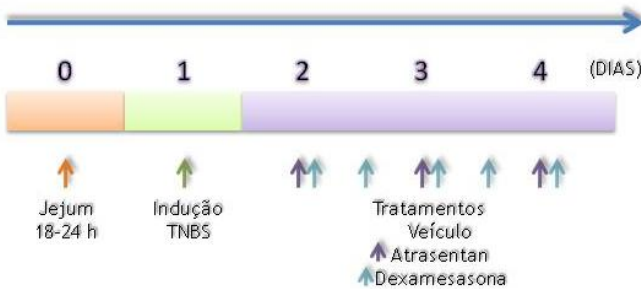 0 1 2 3 4 (DIAS)
Jejum
18-24 h
Indução
TNBS
Tratamentos
Veículo
Atrasentan
Dexamesasona